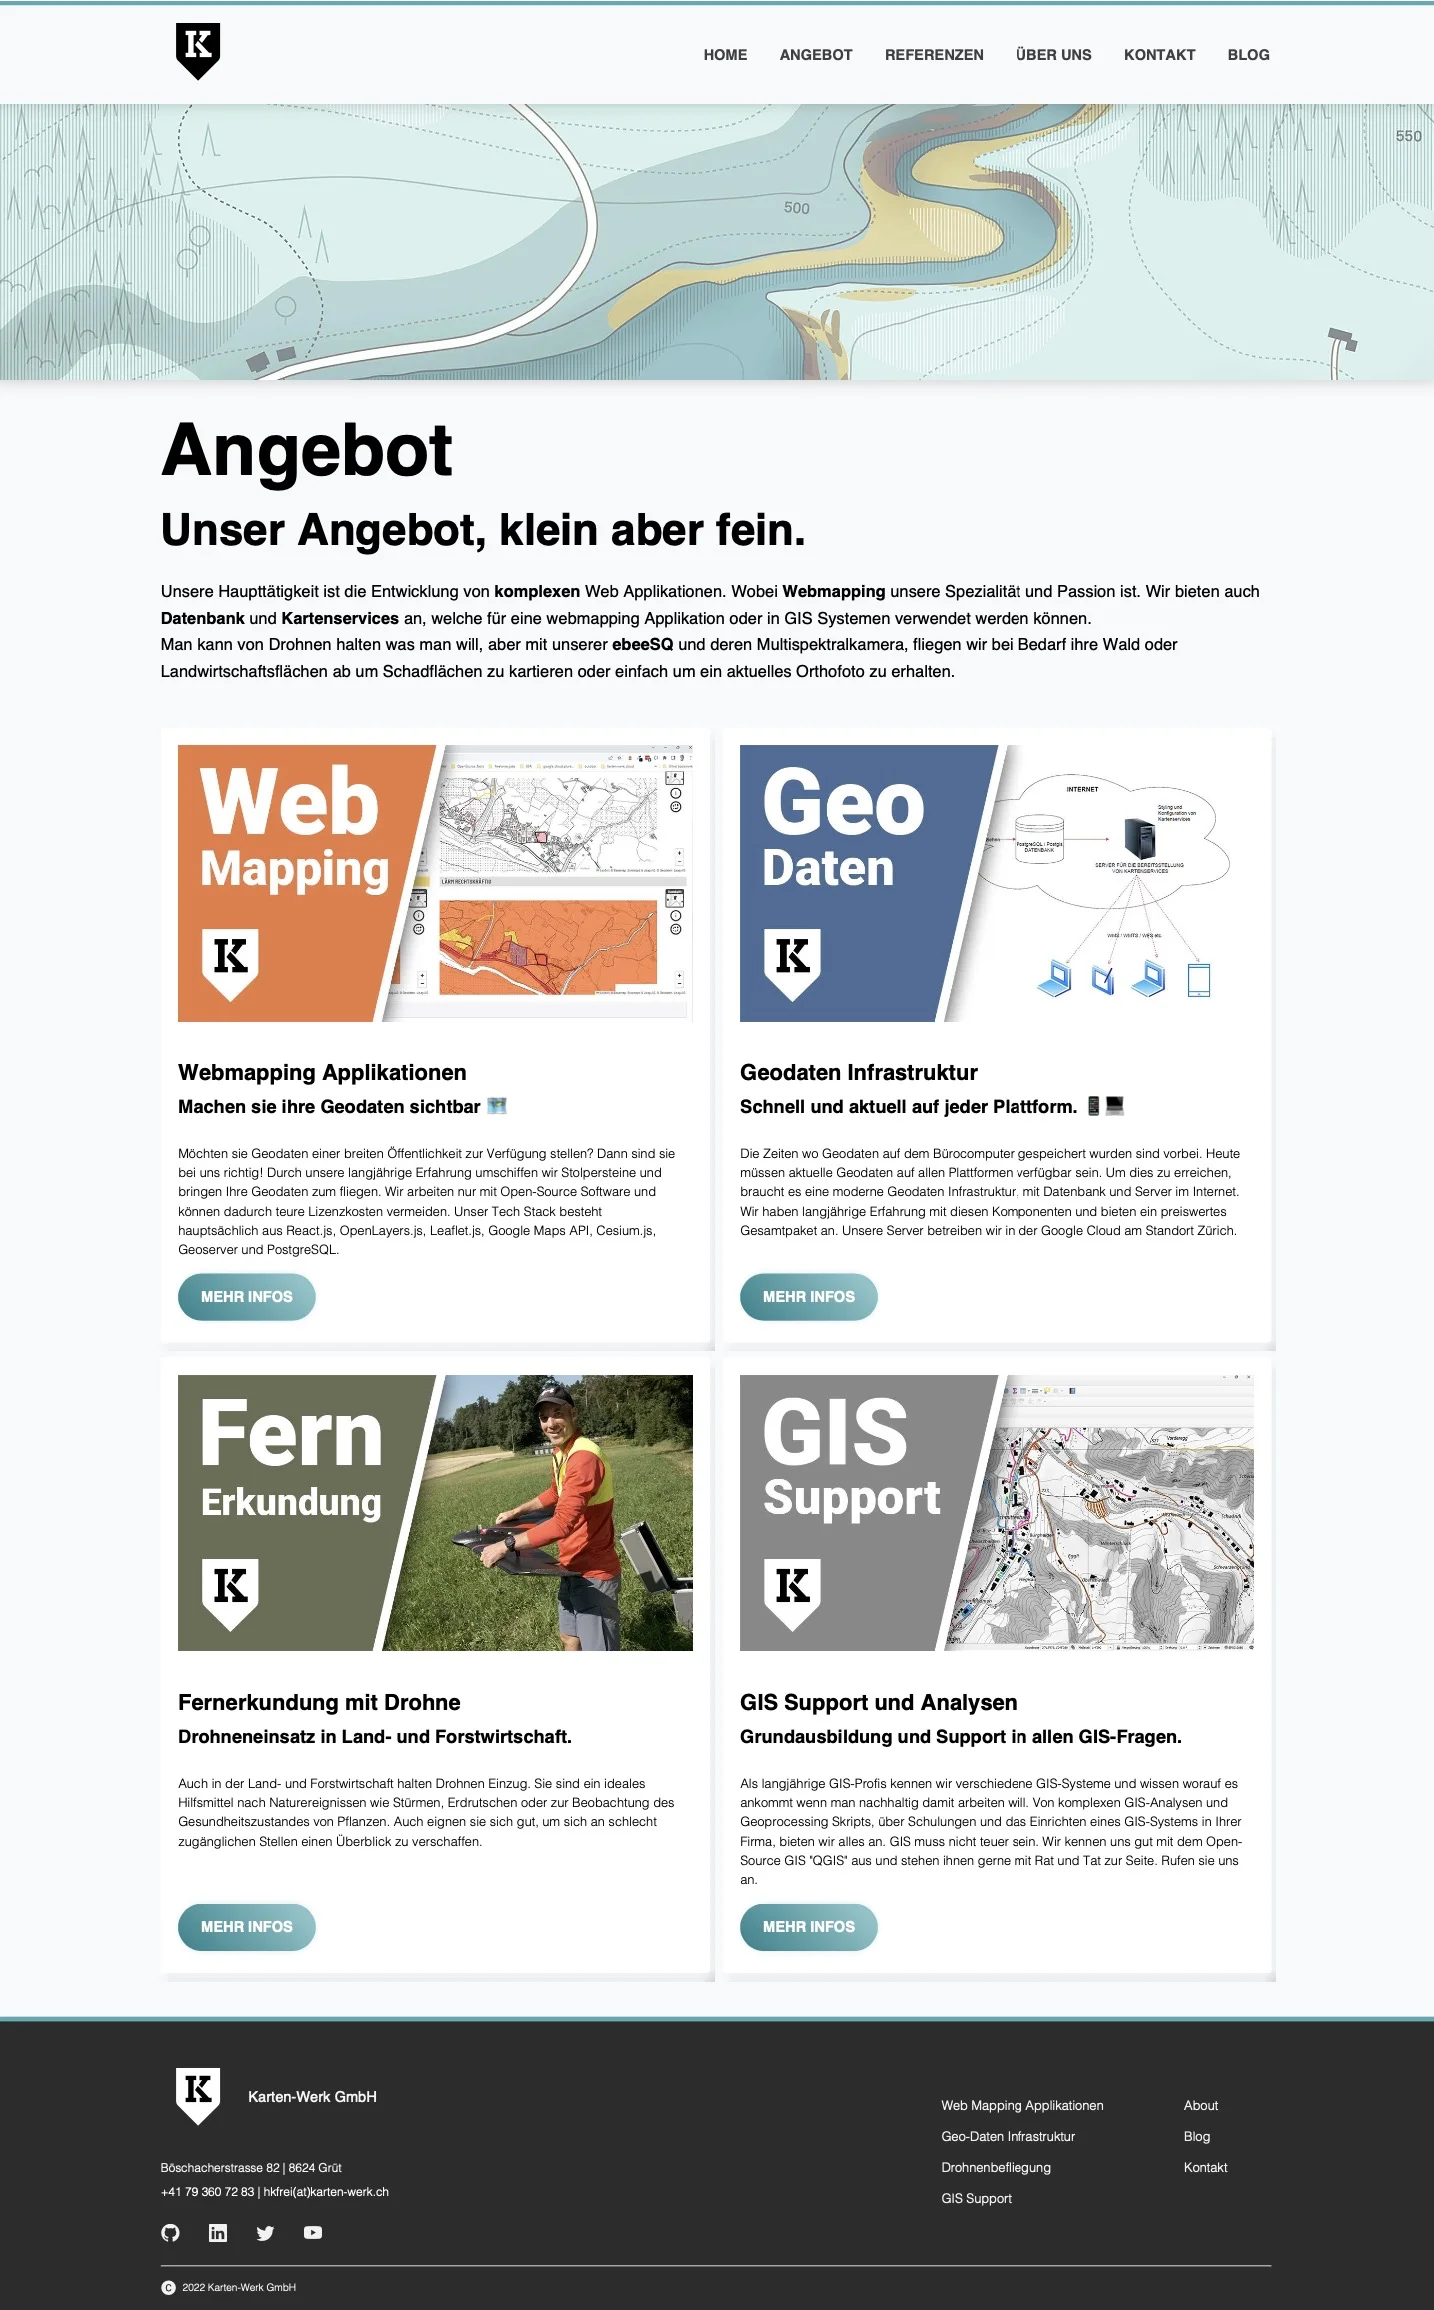 K
HOME ANGEBOT REFERENZEN ÜBER UNS KONTAKT BLOG
550
500
Angebot
Unser Angebot, klein aber fein.
Unsere Haupttätigkeit ist die Entwicklung von komplexen Web Applikationen. Wobei Webmapping unsere Spezialität und Passion ist. Wir bieten auch
Datenbank und Kartenservices an, welche für eine webmapping Applikation oder in GIS Systemen verwendet werden können.
Man kann von Drohnen halten was man will, aber mit unserer ebeeSQ und deren Multispektralkamera, fliegen wir bei Bedarf ihre Wald oder
Landwirtschaftsflächen ab um Schadflächen zu kartieren oder einfach um ein aktuelles Orthofoto zu erhalten.
Web
Mapping
K
LÄRM RECHTSKRÄFTIG
Webmapping Applikationen
Machen sie ihre Geodaten sichtbar
Möchten sie Geodaten einer breiten Öffentlichkeit zur Verfügung stellen? Dann sind sie
bei uns richtig! Durch unsere langjährige Erfahrung umschiffen wir Stolpersteine und
bringen Ihre Geodaten zum fliegen. Wir arbeiten nur mit Open-Source Software und
können dadurch teure Lizenzkosten vermeiden. Unser Tech Stack besteht
hauptsächlich aus React.js, OpenLayers.js, Leaflet.js, Google Maps API, Cesium.js,
Geoserver und PostgreSQL.
MEHR INFOS
Geo
Daten
K
INTERNET
Styling und
Konfiguration von
Kartenservices
PostgreSQL / Postgis
DATENBANK
SERVER FÜR DIE BEREITSSTELLUNG
VON KARTENSERVICES
WMS / WMTS / WFS etc.
Geodaten Infrastruktur
Schnell und aktuell auf jeder Plattform.
Die Zeiten wo Geodaten auf dem Bürocomputer gespeichert wurden sind vorbei. Heute
müssen aktuelle Geodaten auf allen Plattformen verfügbar sein. Um dies zu erreichen,
braucht es eine moderne Geodaten Infrastruktur, mit Datenbank und Server im Internet.
Wir haben langjährige Erfahrung mit diesen Komponenten und bieten ein preiswertes
Gesamtpaket an. Unsere Server betreiben wir in der Google Cloud am Standort Zürich.
MEHR INFOS
Fern
Erkundung
K
Fernerkundung mit Drohne
Drohneneinsatz in Land- und Forstwirtschaft.
Auch in der Land- und Forstwirtschaft halten Drohnen Einzug. Sie sind ein ideales
Hilfsmittel nach Naturereignissen wie Stürmen, Erdrutschen oder zur Beobachtung des
Gesundheitszustandes von Pflanzen. Auch eignen sie sich gut, um sich an schlecht
zugänglichen Stellen einen Überblick zu verschaffen.
MEHR INFOS
GIS
Support
K
GIS Support und Analysen
Grundausbildung und Support in allen GIS-Fragen.
Als langjährige GIS-Profis kennen wir verschiedene GIS-Systeme und wissen worauf es
ankommt wenn man nachhaltig damit arbeiten will. Von komplexen GIS-Analysen und
Geoprocessing Skripts, über Schulungen und das Einrichten eines GIS-Systems in Ihrer
Firma, bieten wir alles an. GIS muss nicht teuer sein. Wir kennen uns gut mit dem Open-
Source GIS "QGIS" aus und stehen ihnen gerne mit Rat und Tat zur Seite. Rufen sie uns
an.
MEHR INFOS
K
Karten-Werk GmbH
Böschacherstrasse 82 | 8624 Grüt
+41 79 360 72 83 | hkfrei(at)karten-werk.ch
Web Mapping Applikationen
Geo-Daten Infrastruktur
Drohnenbefliegung
GIS Support
About
Blog
Kontakt
© 2022 Karten-Werk GmbH